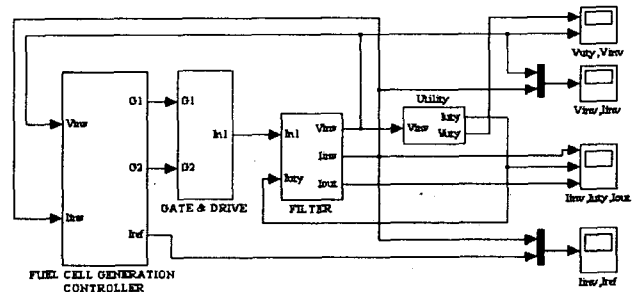 Vuty,Vinv
Vinv,Iinv
Utility
Iuty
Vuty
Vinv
G1
G1
Vinv
In1
In1
Vinv
Iinv
Iuty
Iout
G2
G2
Iinv
Iref
GATE & DRIVE
FILTER
Iinv,Iuty,Iout
FUEL CELL GENERATION
CONTROLLER
Iinv,Iref